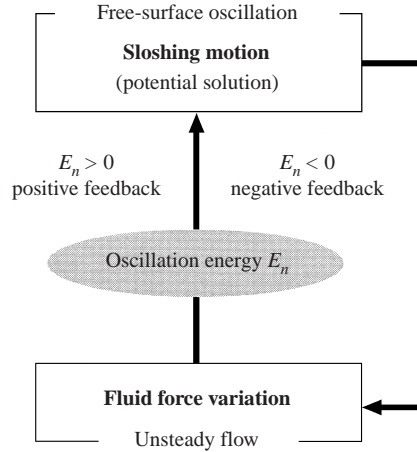 Free-surface oscillation
Sloshing motion
(potential solution)
E_n > 0
positive feedback
E_n < 0
negative feedback
Oscillation energy E_n
Fluid force variation
Unsteady flow